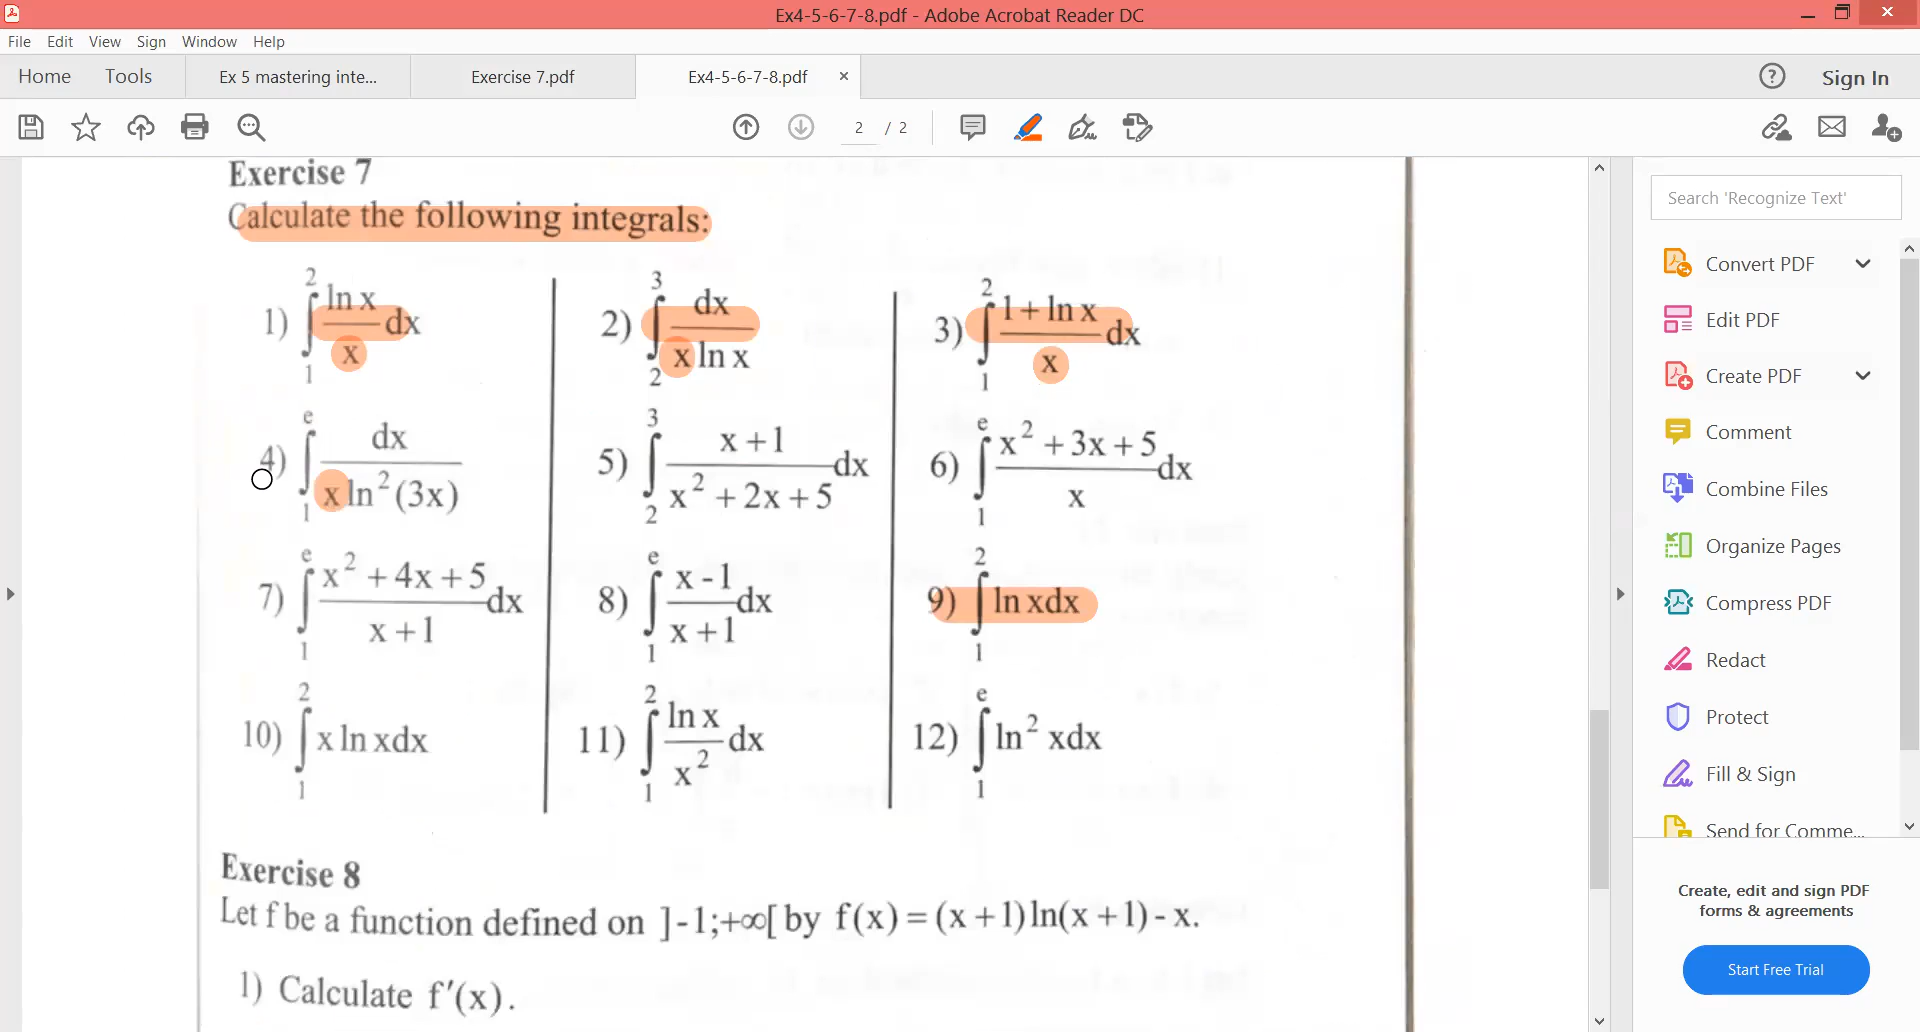 Ex4-5-6-7-8.pdf - Adobe Acrobat Reader DC
File Edit View Sign Window Help
Home Tools Ex 5 mastering inte... Exercise 7.pdf Ex4-5-6-7-8.pdf × ? Sign In
2 / 2
Exercise 7
Calculate the following integrals:
1) ∫₁² (ln x)/x dx 2) ∫₂³ dx/(x ln x) 3) ∫₁² (1 + ln x)/x dx
4) ∫₁ᵉ dx/(x ln² (3x)) 5) ∫₂³ (x + 1)/(x² + 2x + 5) dx 6) ∫₁ᵉ (x² + 3x + 5)/x dx
7) ∫₁ᵉ (x² + 4x + 5)/(x + 1) dx 8) ∫₁ᵉ (x - 1)/(x + 1) dx 9) ∫₁² ln xdx
10) ∫₁² x ln xdx 11) ∫₁² (ln x)/x² dx 12) ∫₁ᵉ ln² xdx
Exercise 8
Let f be a function defined on ]-1;+∞[ by f(x) = (x + 1) ln(x + 1) - x.
1) Calculate f′(x).
Search 'Recognize Text'
Convert PDF
Edit PDF
Create PDF
Comment
Combine Files
Organize Pages
Compress PDF
Redact
Protect
Fill & Sign
Send for Comme...
Create, edit and sign PDF
forms & agreements
Start Free Trial